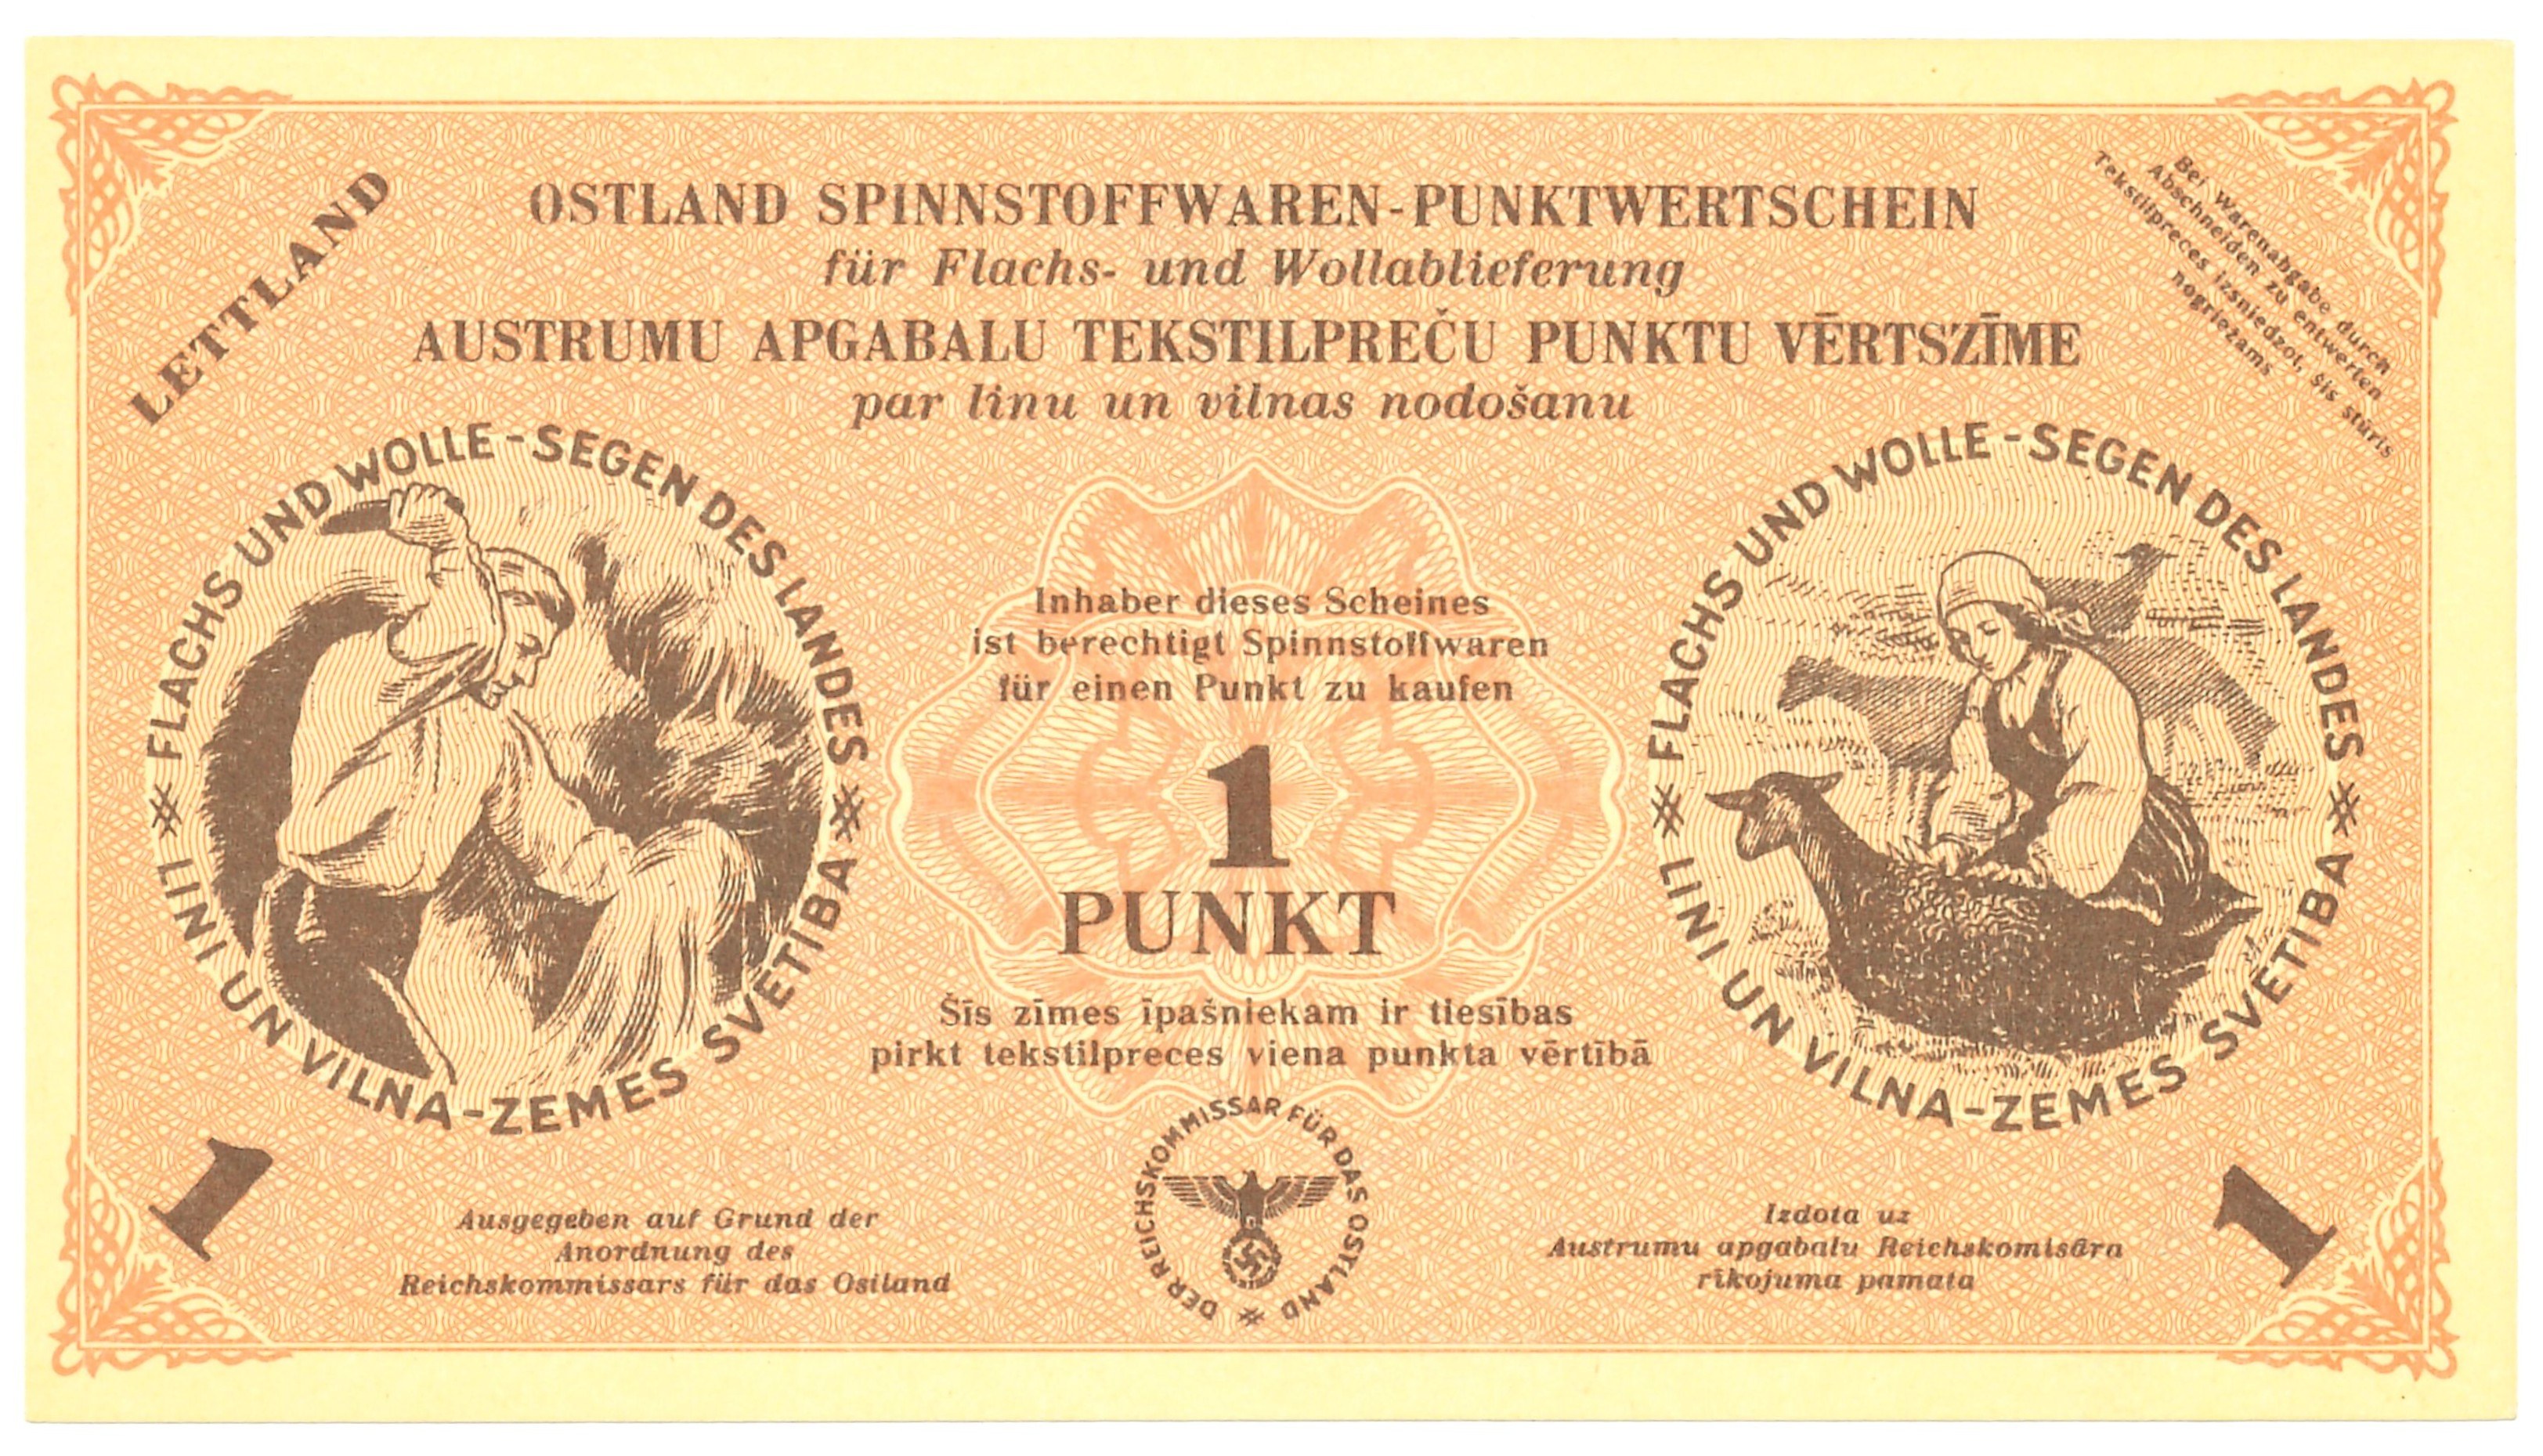 LETTLAND
OSTLAND SPINNSTOFFWAREN-PUNKTWERTSCHEIN
für Flachs- und Wollablieferung
AUSTRUMU APGABALU TEKSTILPREČU PUNKTU VĒRTSZĪME
par linu un vilnas nodošanu
Bei Warenabgabe durch
Abschneiden zu entwerten
Tekstilpreces izsniedzot, šis stūris
nogriežams
FLACHS UND WOLLE-SEGEN DES LANDES
LINI UN VILNA-ZEMES SVĒTĪBA
Inhaber dieses Scheines
ist berechtigt Spinnstoffwaren
für einen Punkt zu kaufen
1
PUNKT
Šīs zīmes īpašniekam ir tiesības
pirkt tekstilpreces viena punkta vērtībā
FLACHS UND WOLLE-SEGEN DES LANDES
LINI UN VILNA-ZEMES SVĒTĪBA
1
Ausgegeben auf Grund der
Anordnung des
Reichskommissars für das Ostland
DER REICHSKOMMISSAR FÜR DAS OSTLAND
Izdota uz
Austrumu apgabalu Reichskomisāra
rīkojuma pamata
1